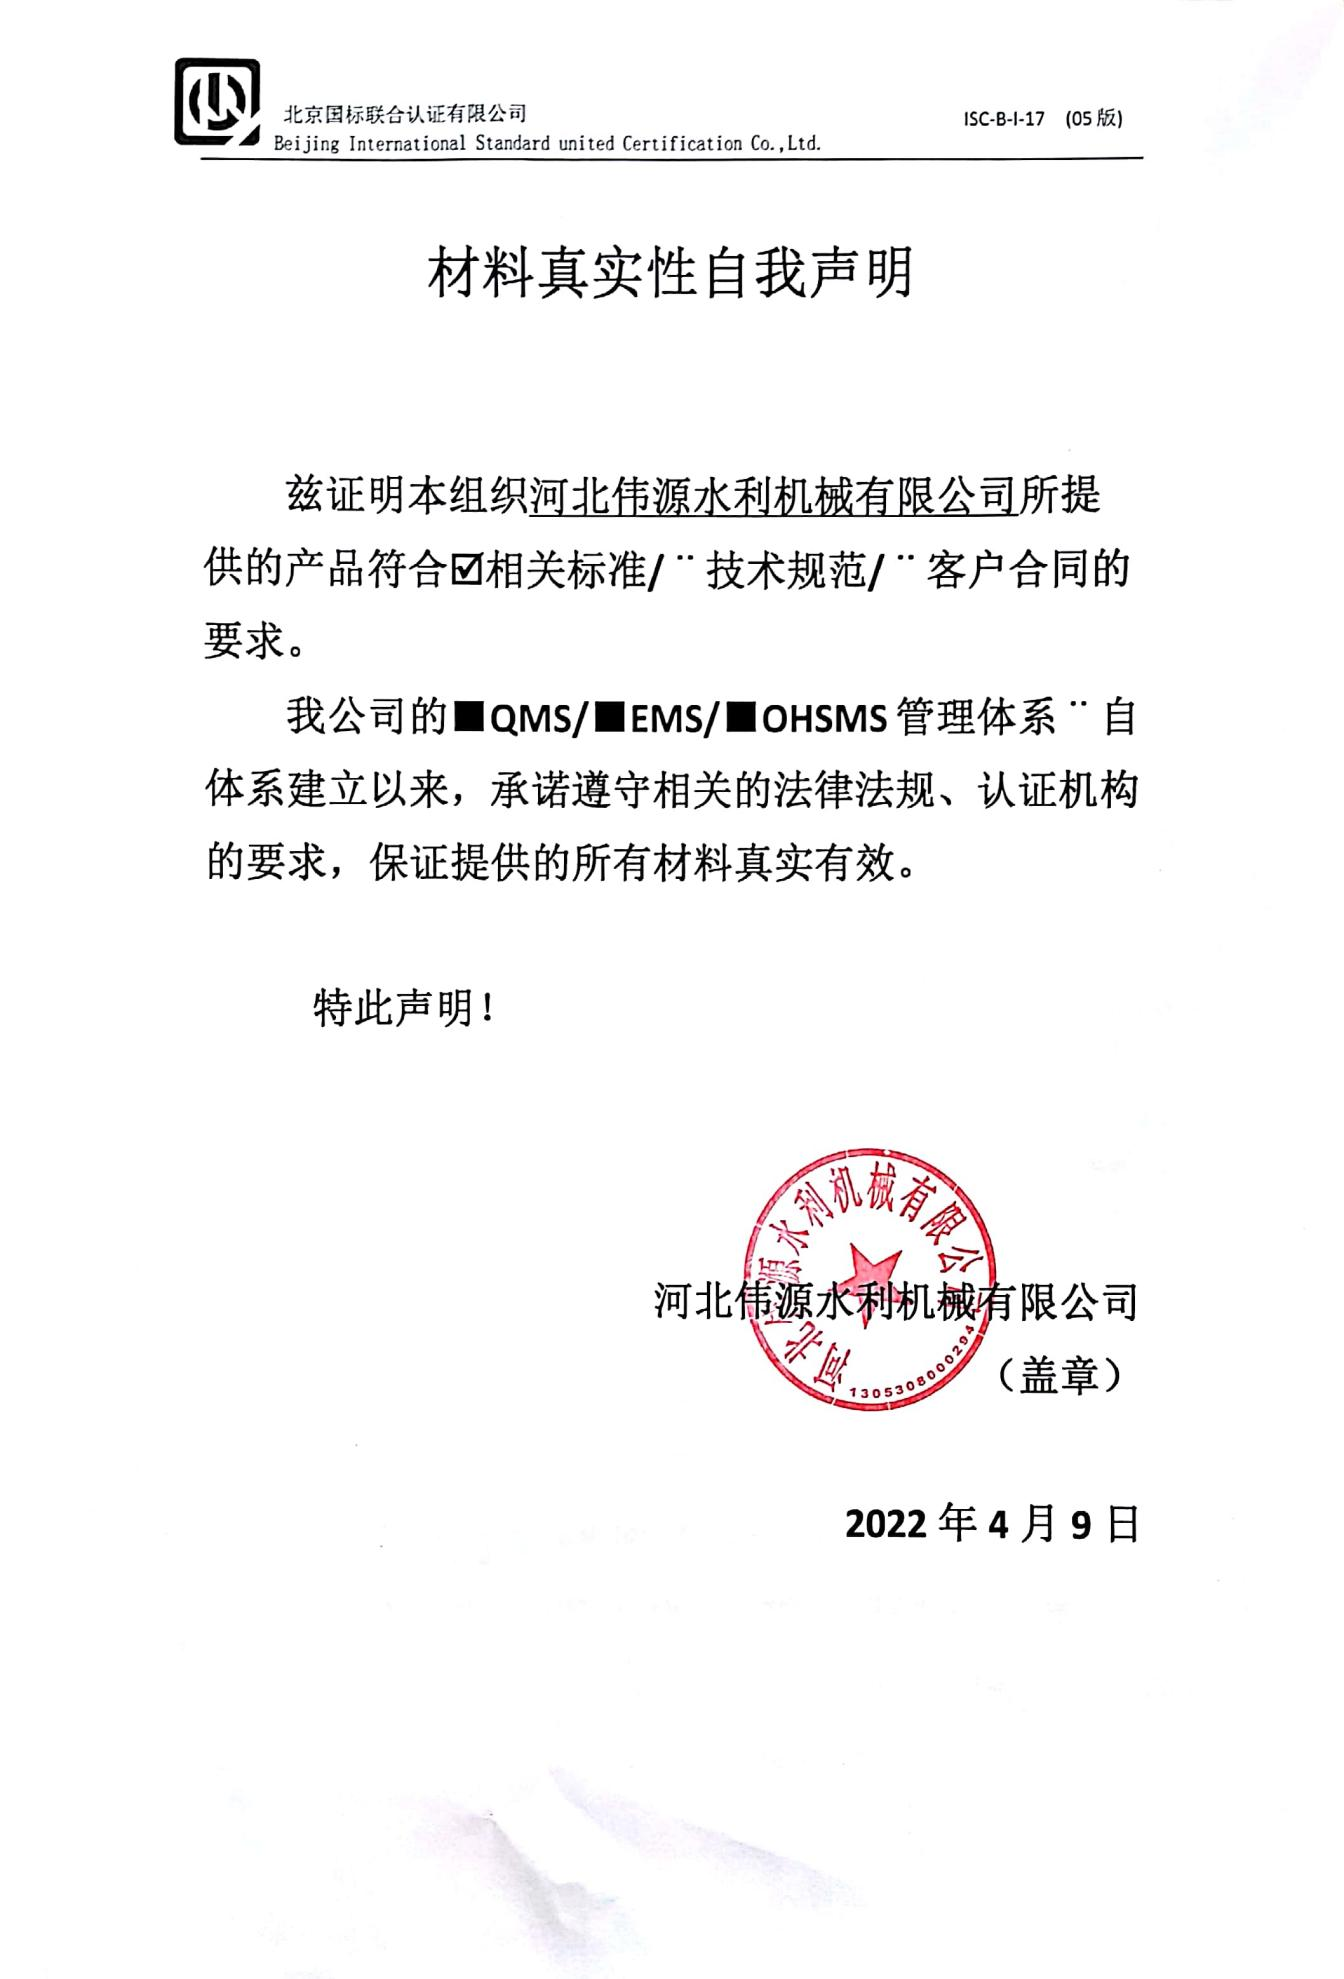 北京国标联合认证有限公司
ISC-B-I-17 (05版)
Beijing International Standard united Certification Co.,Ltd.
材料真实性自我声明
兹证明本组织河北伟源水利机械有限公司所提
供的产品符合☑相关标准/¨技术规范/¨客户合同的
要求。
我公司的■QMS/■EMS/■OHSMS管理体系¨自
体系建立以来，承诺遵守相关的法律法规、认证机构
的要求，保证提供的所有材料真实有效。
特此声明！
河北伟源水利机械有限公司
河北伟源水利机械有限公司
（盖章）
1305308000294
2022年4月9日